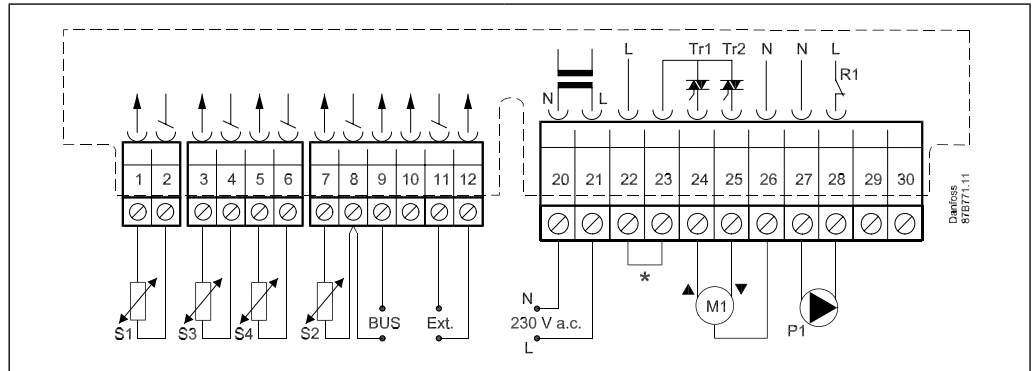 L Tr1 Tr2 N N L
R1
N L
1 2 3 4 5 6 7 8 9 10 11 12
20 21 22 23 24 25 26 27 28 29 30
Danfoss
87B771.11
*
N
M1
S1 S3 S4 S2 BUS Ext. 230 V a.c. P1
L